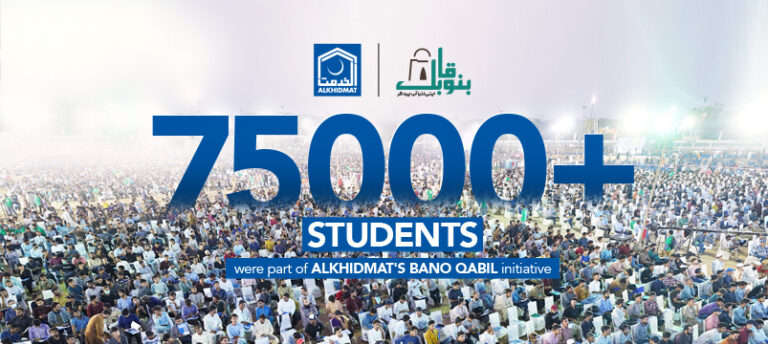 الخدمت
ALKHIDMAT
بنو قابل
75000+
STUDENTS
were part of ALKHIDMAT'S BANO QABIL initiative